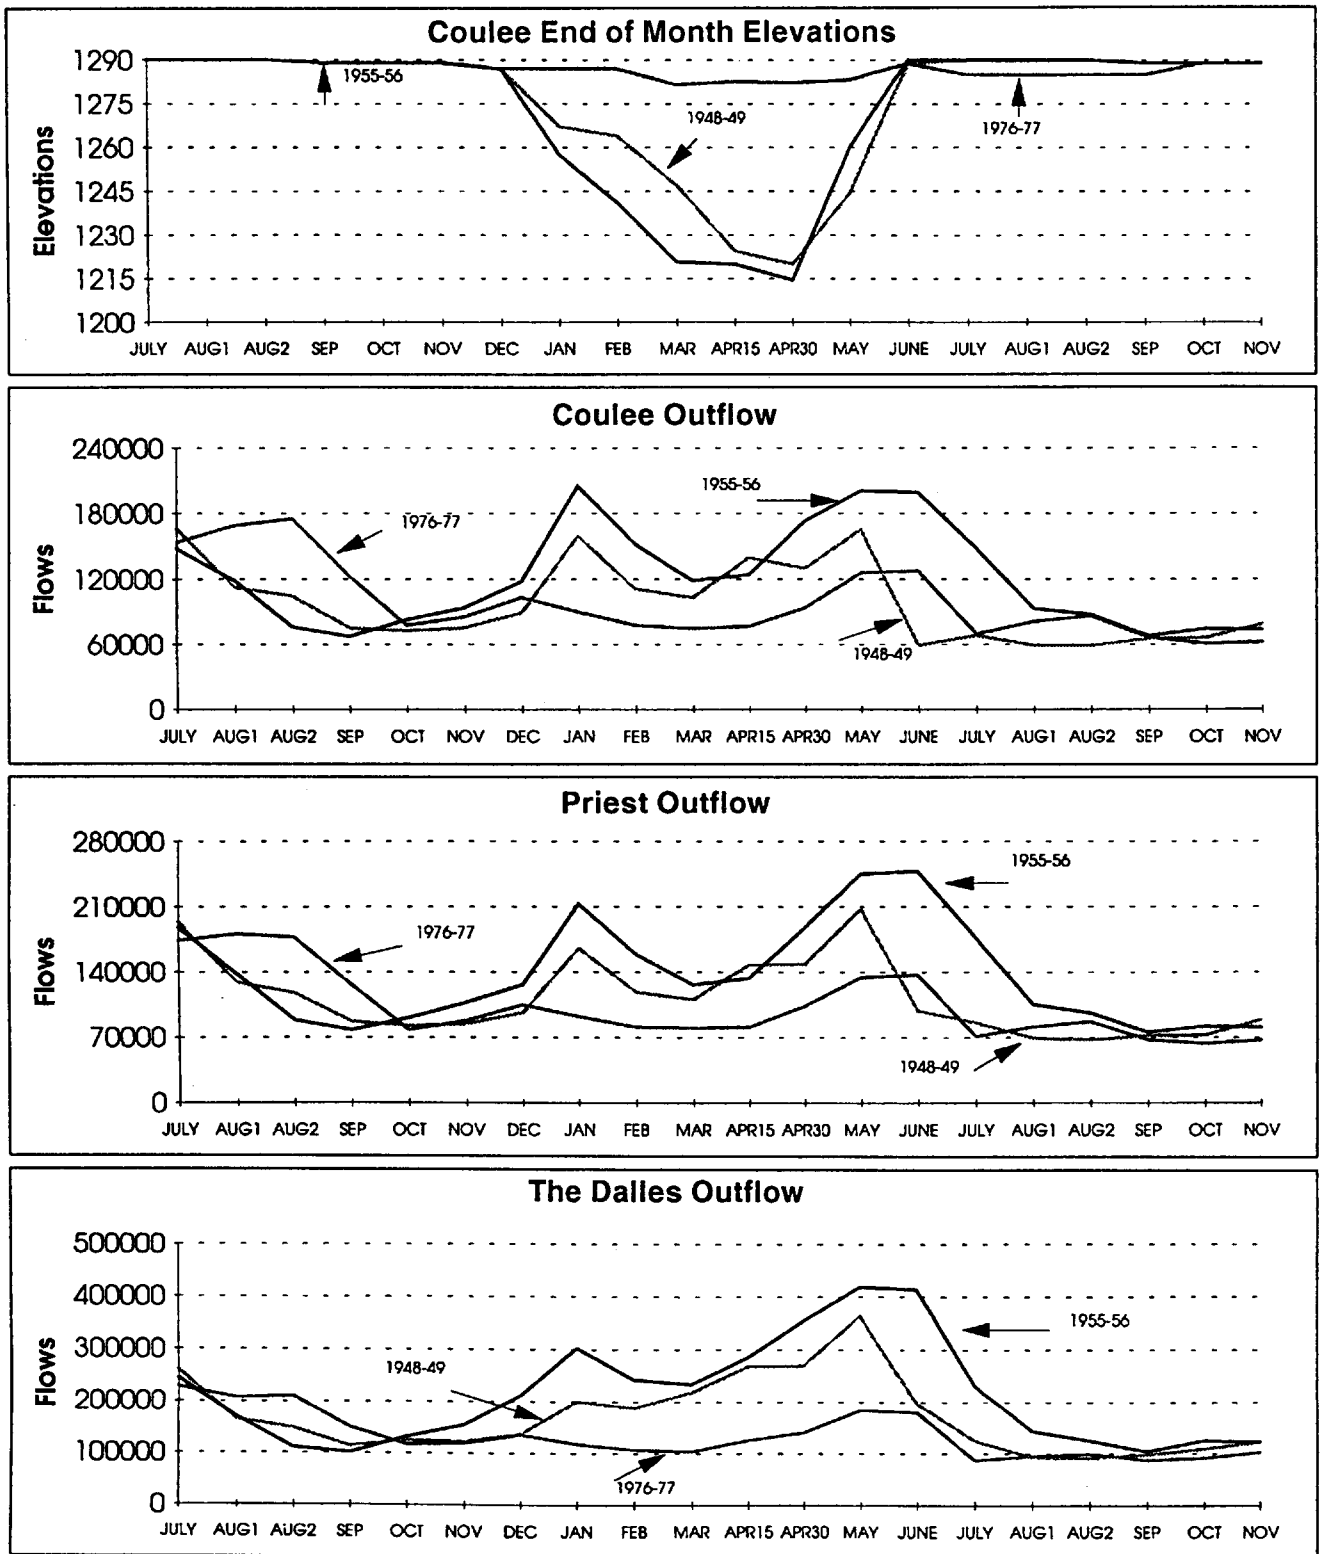 Coulee End of Month Elevations
1290
1275
1260
1245
1230
1215
1200
Elevations
1955-56
1948-49
1976-77
JULY AUG1 AUG2 SEP OCT NOV DEC JAN FEB MAR APR15 APR30 MAY JUNE JULY AUG1 AUG2 SEP OCT NOV
Coulee Outflow
240000
180000
120000
60000
0
Flows
1976-77
1955-56
1948-49
JULY AUG1 AUG2 SEP OCT NOV DEC JAN FEB MAR APR15 APR30 MAY JUNE JULY AUG1 AUG2 SEP OCT NOV
Priest Outflow
280000
210000
140000
70000
0
Flows
1976-77
1955-56
1948-49
JULY AUG1 AUG2 SEP OCT NOV DEC JAN FEB MAR APR15 APR30 MAY JUNE JULY AUG1 AUG2 SEP OCT NOV
The Dalles Outflow
500000
400000
300000
200000
100000
0
Flows
1948-49
1955-56
1976-77
JULY AUG1 AUG2 SEP OCT NOV DEC JAN FEB MAR APR15 APR30 MAY JUNE JULY AUG1 AUG2 SEP OCT NOV